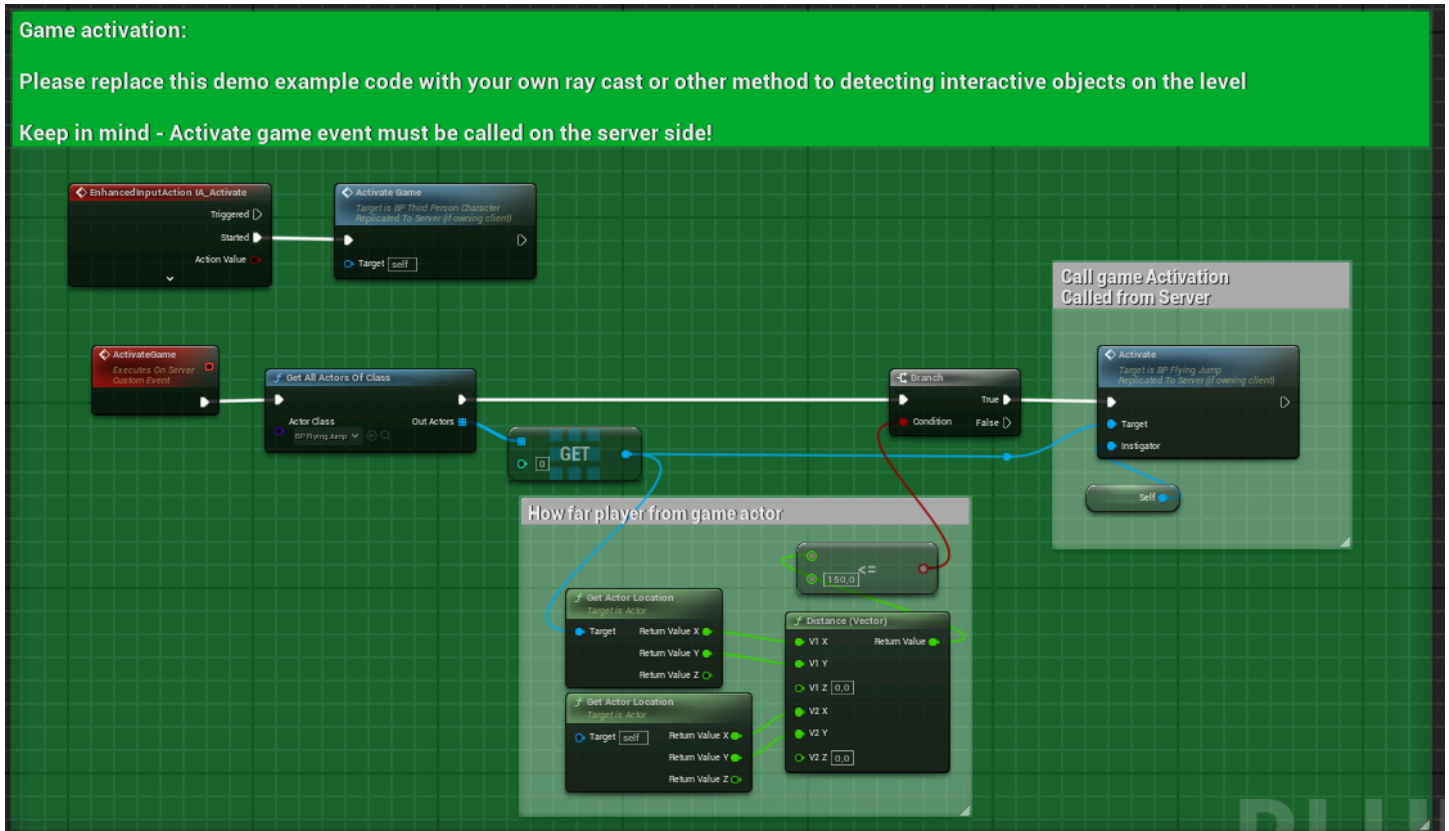 Game activation:
Please replace this demo example code with your own ray cast or other method to detecting interactive objects on the level
Keep in mind - Activate game event must be called on the server side!
EnhancedInputAction IA_Activate
Triggered
Started
Action Value
Activate Game
Target is BP Third Person Character
Replicated To Server (if owning client)
Target self
Call game Activation
Called from Server
ActivateGame
Executes On Server
Custom Event
Get All Actors Of Class
Actor Class
BP Flying Jump
Out Actors
0
GET
Branch
True
Condition
False
Activate
Target is BP Flying Jump
Replicated To Server (if owning client)
Target
Instigator
Self
How far player from game actor
<=
150,0
Get Actor Location
Target is Actor
Target
Return Value X
Return Value Y
Return Value Z
Get Actor Location
Target is Actor
Target self
Return Value X
Return Value Y
Return Value Z
Distance (Vector)
V1 X
Return Value
V1 Y
V1 Z 0,0
V2 X
V2 Y
V2 Z 0,0